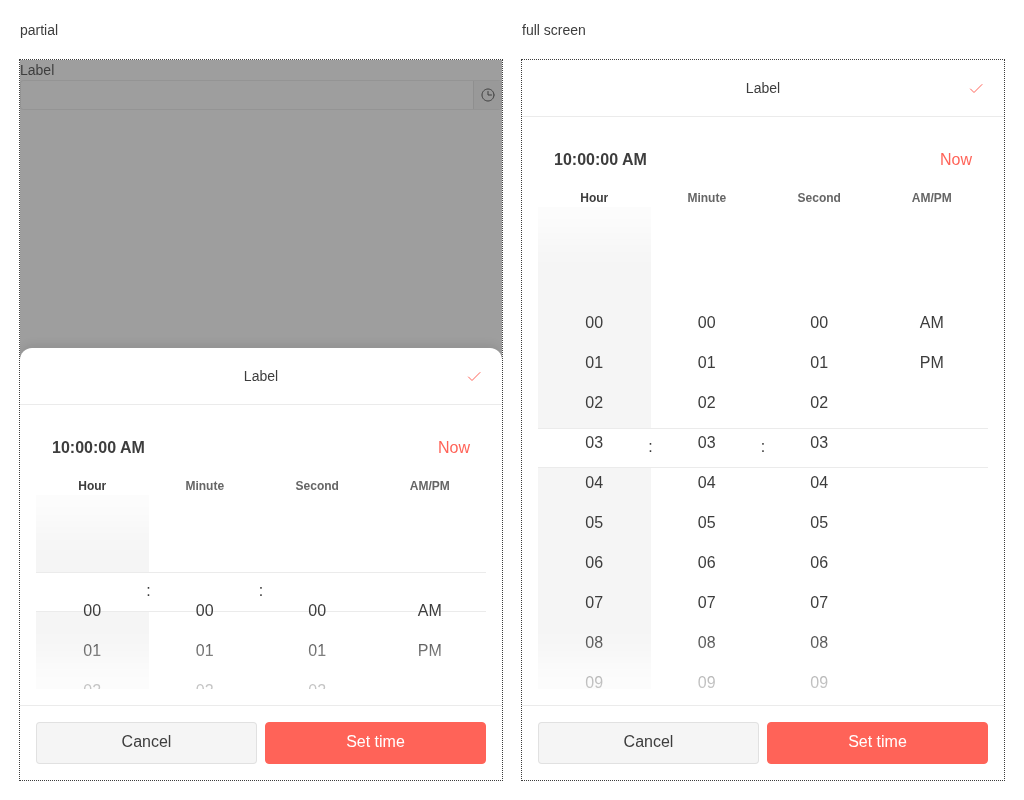 partial
Label
Label
10:00:00 AM Now
Hour Minute Second AM/PM
: :
00 00 00 AM
01 01 01 PM
Cancel Set time
full screen
Label
10:00:00 AM Now
Hour Minute Second AM/PM
00 00 00 AM
01 01 01 PM
02 02 02
03 : 03 : 03
04 04 04
05 05 05
06 06 06
07 07 07
08 08 08
09 09 09
Cancel Set time